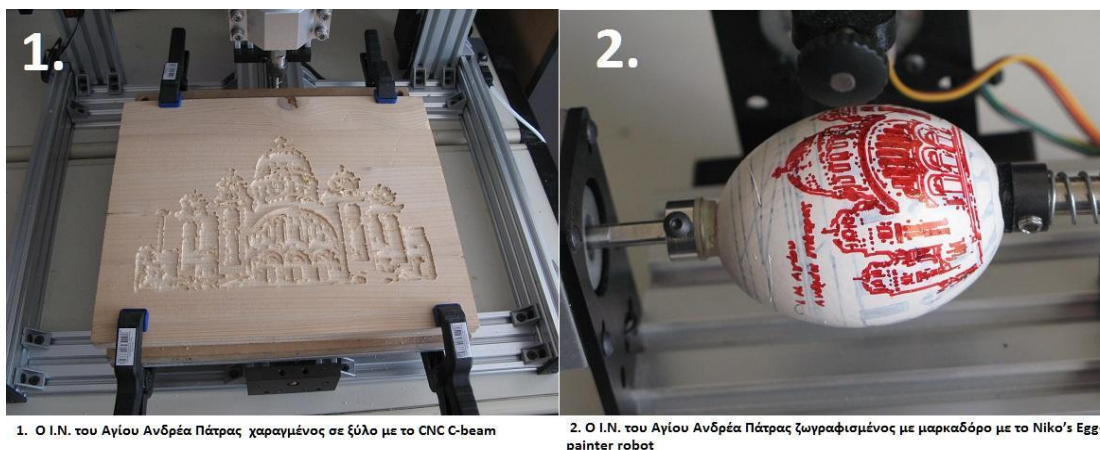 1.
2.
1. Ο Ι.Ν. του Αγίου Ανδρέα Πάτρας χαραγμένος σε ξύλο με το CNC C-beam
2. Ο Ι.Ν. του Αγίου Ανδρέα Πάτρας ζωγραφισμένος με μαρκαδόρο με το Niko's Egg-
painter robot